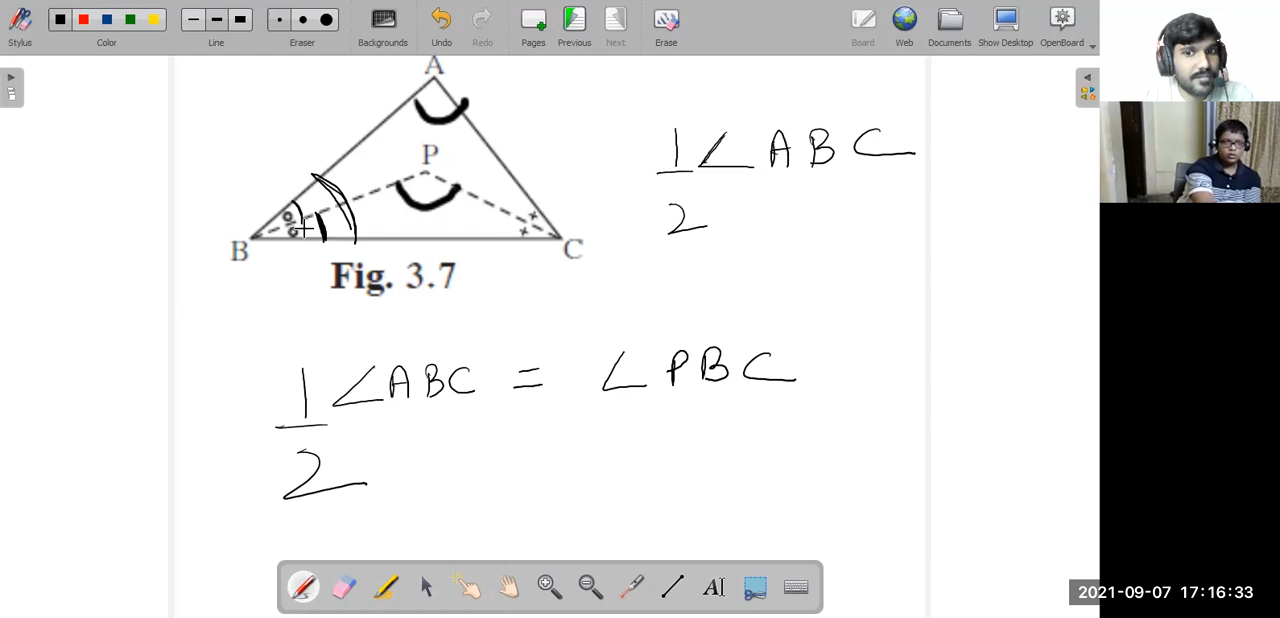 Stylus Color Line Eraser Backgrounds Undo Redo Pages Previous Next Erase Board Web Documents Show Desktop OpenBoard
A
P
B C
Fig. 3.7
1 ∠ABC
2
1 ∠ABC = ∠PBC
2
2021-09-07 17:16:33